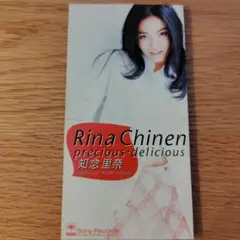 Rina Chinen
precious・delicious
知念里奈
Sony Records